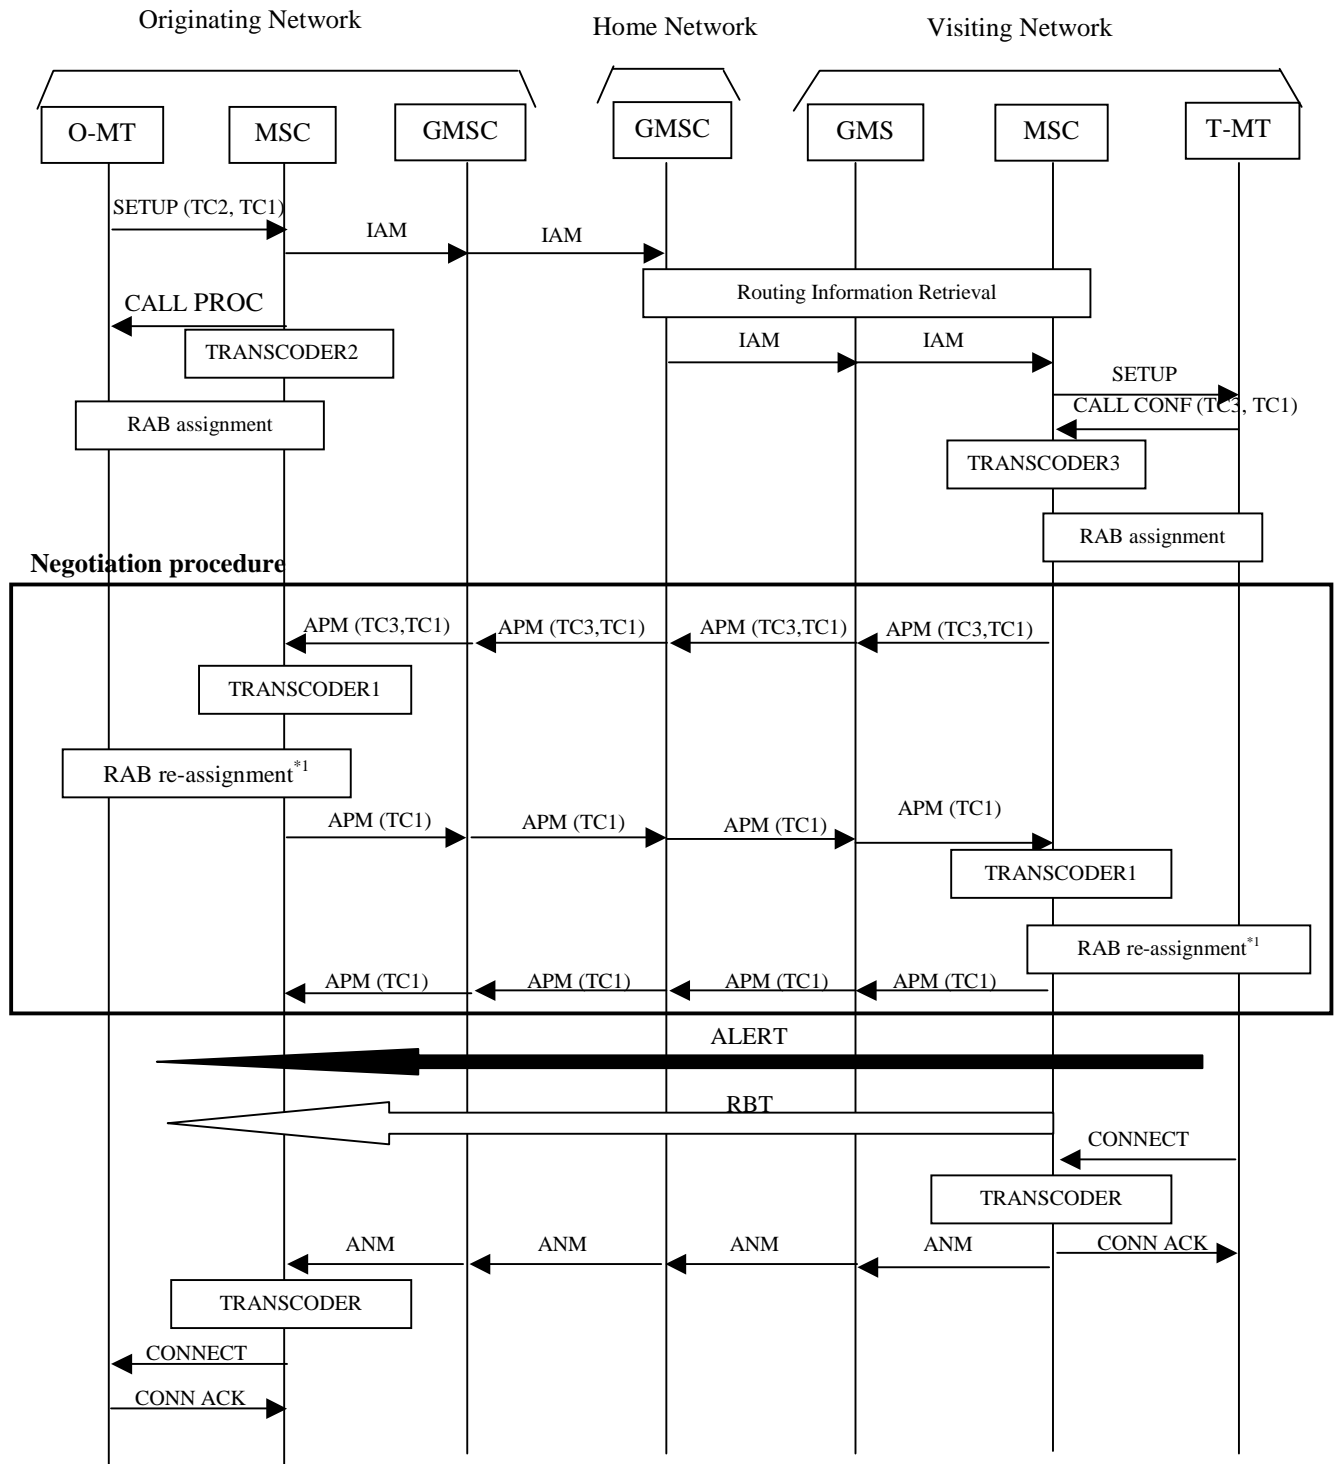 Originating Network
Home Network
Visiting Network
O-MT
MSC
GMSC
GMSC
GMS
MSC
T-MT
SETUP (TC2, TC1)
IAM
IAM
Routing Information Retrieval
CALL PROC
TRANSCODER2
IAM
IAM
SETUP
CALL CONF (TC3, TC1)
RAB assignment
TRANSCODER3
RAB assignment
Negotiation procedure
APM (TC3,TC1)
APM (TC3,TC1)
APM (TC3,TC1)
APM (TC3,TC1)
TRANSCODER1
RAB re-assignment*1
APM (TC1)
APM (TC1)
APM (TC1)
APM (TC1)
TRANSCODER1
RAB re-assignment*1
APM (TC1)
APM (TC1)
APM (TC1)
APM (TC1)
ALERT
RBT
CONNECT
TRANSCODER
ANM
ANM
ANM
ANM
CONN ACK
TRANSCODER
CONNECT
CONN ACK